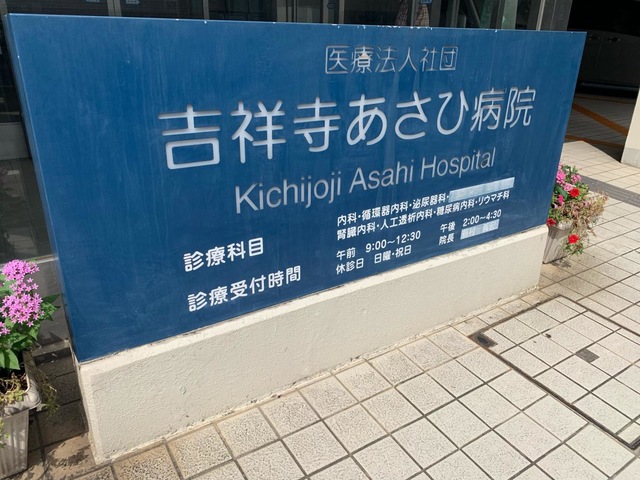 医療法人社団
吉祥寺あさひ病院
Kichijoji Asahi Hospital
診療科目 内科・循環器内科・泌尿器科・
腎臓内科・人工透析内科・糖尿病内科・リウマチ科
診療受付時間 午前 9:00〜12:30 午後 2:00〜4:30
休診日 日曜・祝日 院長